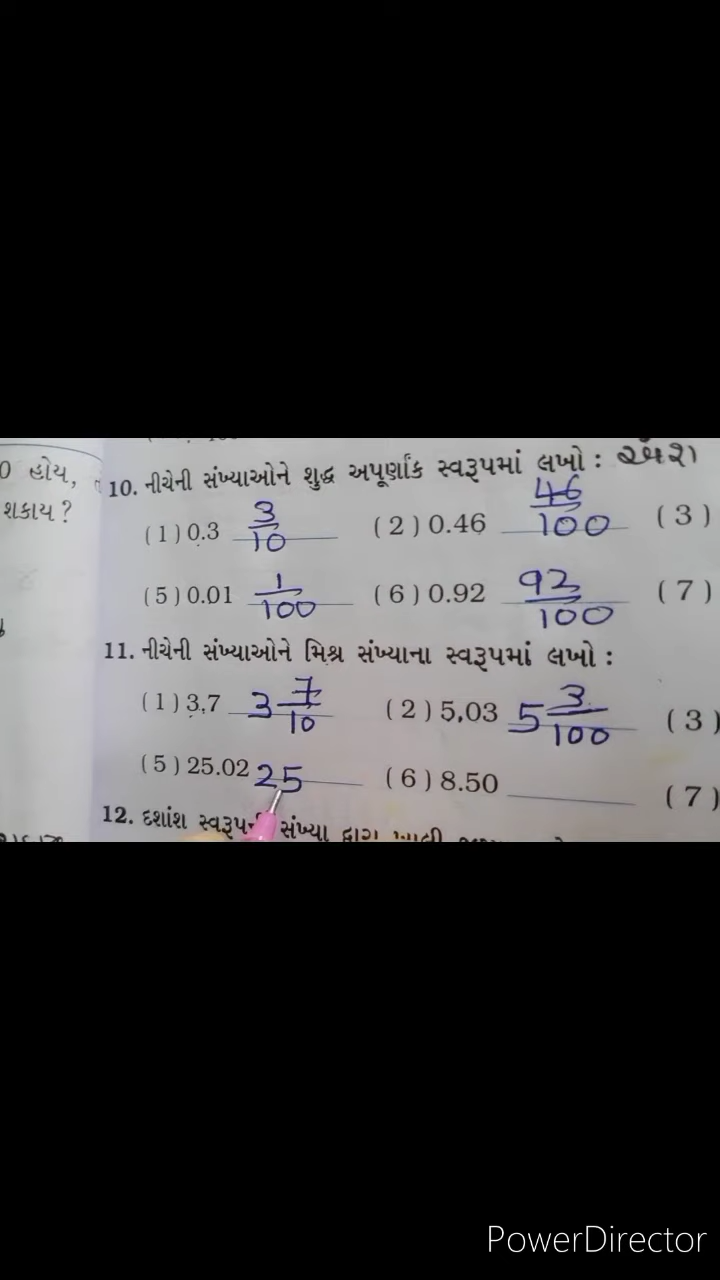 0 હોય,
શકાય ?
10. નીચેની સંખ્યાઓને શુદ્ધ અપૂર્ણાંક સ્વરૂપમાં લખો : અંશ
(1) 0.3 3/10 (2) 0.46 46/100 (3)
(5) 0.01 1/100 (6) 0.92 92/100 (7)
11. નીચેની સંખ્યાઓને મિશ્ર સંખ્યાના સ્વરૂપમાં લખો :
(1) 3.7 3 7/10 (2) 5.03 5 3/100 (3)
(5) 25.02 25 (6) 8.50 (7)
12. દશાંશ સંખ્યા દ્વારા
PowerDirector